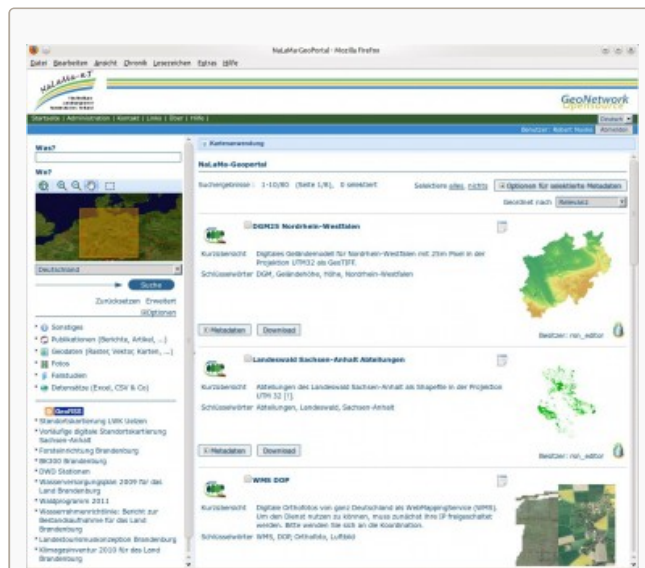 NaLaMa-GeoPortal - Mozilla Firefox
Datei Bearbeiten Ansicht Chronik Lesezeichen Extras Hilfe
NaLaMa-nT
GeoNetwork
Opensource
Startseite | Administration | Kontakt | Links | Über | Hilfe |
Deutsch
Benutzer: Robert Nuske Abmelden
Was?
Wo?
Deutschland
Suche
Zurücksetzen Erweitert
Optionen
Sonstiges
Publikationen (Berichte, Artikel, ...)
Geodaten (Raster, Vektor, Karten, ...)
Fotos
Fallstudien
Datensätze (Excel, CSV & Co)
GeoRSS
Standortskartierung LWK Uelzen
Vorläufige digitale Standortskartierung
Sachsen-Anhalt
Forsteinrichtung Brandenburg
BK300 Brandenburg
DWD Stationen
Wasserversorgungsplan 2009 für das
Land Brandenburg
Waldprogramm 2011
Wasserrahmenrichtlinie: Bericht zur
Bestandsaufnahme für das Land
Brandenburg
Landestourismuskonzeption Brandenburg
Klimagasinventur 2010 für das Land
Brandenburg
Kartensammlung
NaLaMa-Geoportal
Suchergebnisse : 1-10/80 (Seite 1/8), 0 selektiert
Selektiere alles, nichts
Optionen für selektierte Metadaten
Geordnet nach Relevanz
DGM25 Nordrhein-Westfalen
Kurzübersicht Digitales Geländemodell für Nordrhein-Westfalen mit 25m Pixel in der
Projektion UTM32 als GeoTIFF.
Schlüsselwörter DGM, Geländehöhe, Höhe, Nordrhein-Westfalen
Metadaten Download
Besitzer: rsn_editor
Landeswald Sachsen-Anhalt Abteilungen
Kurzübersicht Abteilungen des Landeswald Sachsen-Anhalt als Shapefile in der Projektion
UTM 32 [!].
Schlüsselwörter Abteilungen, Landeswald, Sachsen-Anhalt
Metadaten Download
Besitzer: rsn_editor
WMS DOP
Kurzübersicht Digitale Orthofotos von ganz Deutschland als WebMappingService (WMS).
Um den Dienst nutzen zu können, muss zunächst Ihre IP freigeschaltet
werden. Bitte wenden Sie sich an die Koordination.
Schlüsselwörter WMS, DOP, Orthofoto, Luftbild